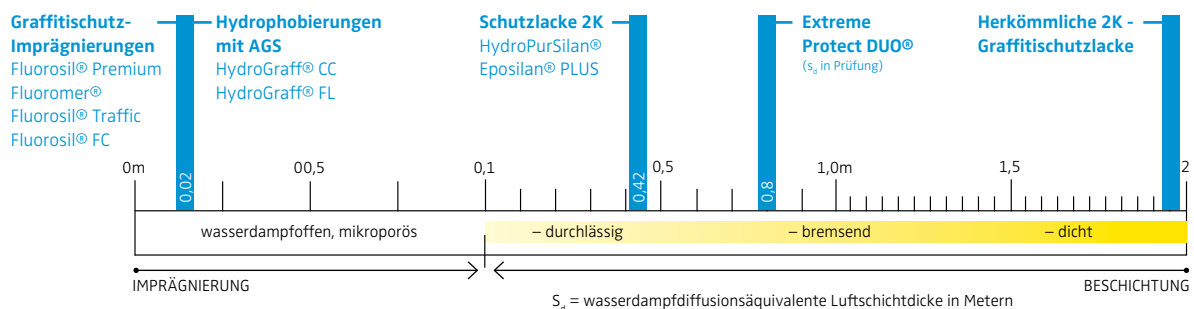 Graffitischutz-
Imprägnierungen
Fluorosil® Premium
Fluoromer®
Fluorosil® Traffic
Fluorosil® FC
Hydrophobierungen
mit AGS
HydroGraff® CC
HydroGraff® FL
Schutzlacke 2K
HydroPurSilan®
Eposilan® PLUS
Extreme
Protect DUO®
(sd in Prüfung)
Herkömmliche 2K -
Graffitischutzlacke
0m
00,5
0,1
0,5
1,0m
1,5
2
0,02
0,42
0,8
wasserdampfoffen, mikroporös
– durchlässig
– bremsend
– dicht
IMPRÄGNIERUNG
BESCHICHTUNG
Sd = wasserdampfdiffusionsäquivalente Luftschichtdicke in Metern